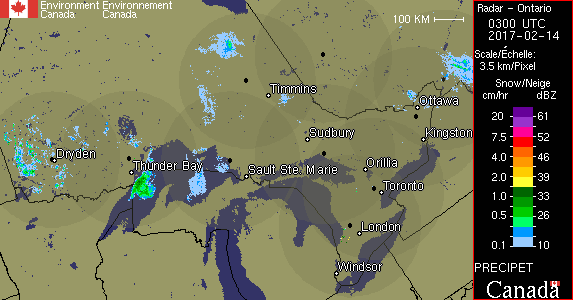 Environment Environnement
Canada Canada
100 KM
Radar - Ontario
0300 UTC
2017-02-14
Scale/Échelle:
3.5 km/Pixel
Snow/Neige
cm/hr dBZ
20 61
7.5 52
4.0 46
2.0 39
1.0 33
0.5 26
0.1 10
PRECIPET
Canada
Timmins
Ottawa
Sudbury
Kingston
Dryden
Thunder Bay
Sault Ste. Marie
Orillia
Toronto
London
Windsor